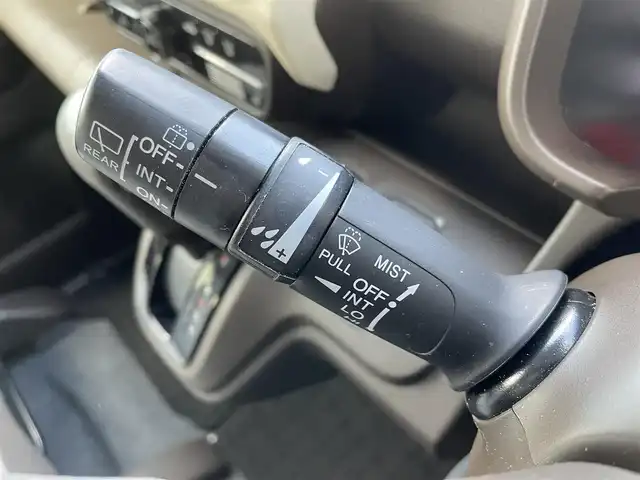 REAR
OFF-
INT-
ON-
-
+
PULL
MIST
OFF
INT
LO